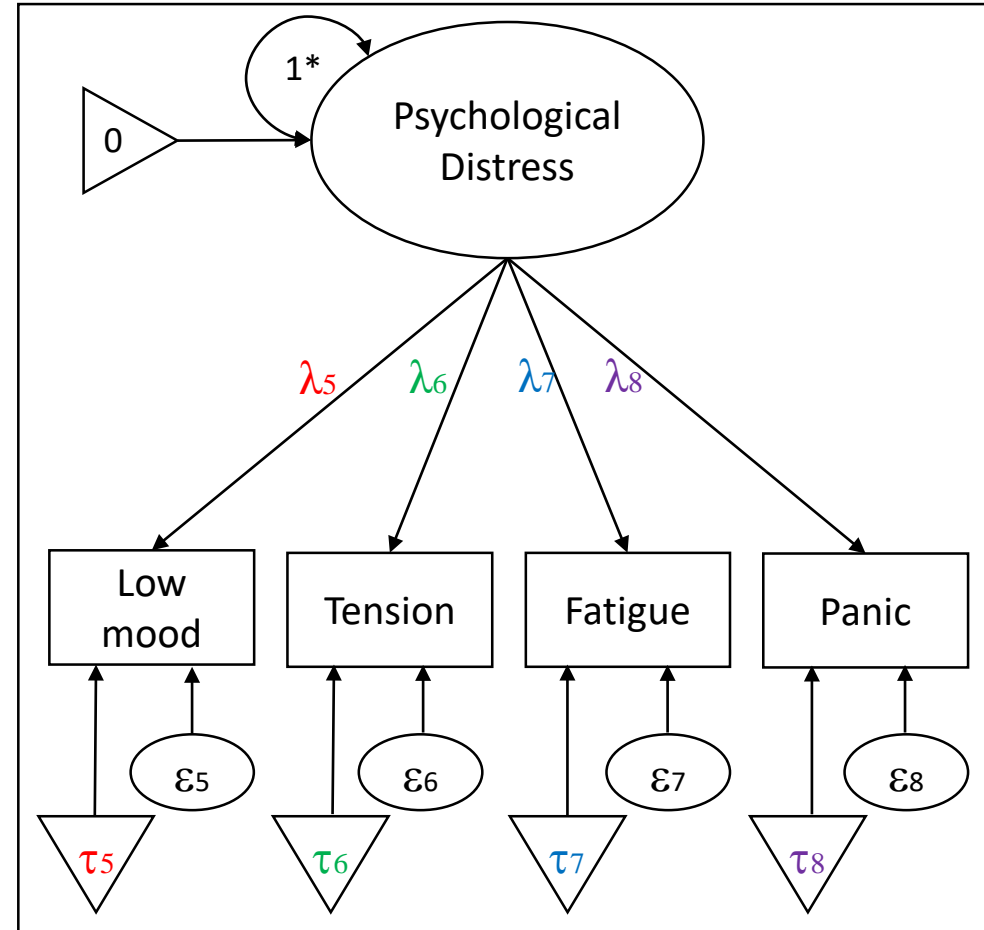 1*
0
Psychological
Distress
λ5
λ6
λ7
λ8
Low
mood
Tension
Fatigue
Panic
ε5
ε6
ε7
ε8
τ5
τ6
τ7
τ8